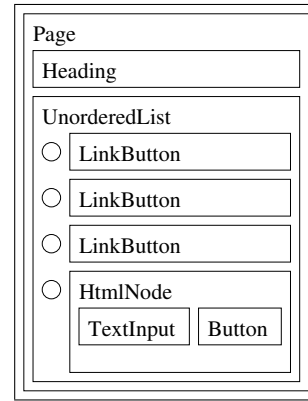 Page
Heading
UnorderedList
LinkButton
LinkButton
LinkButton
HtmlNode
TextInput Button